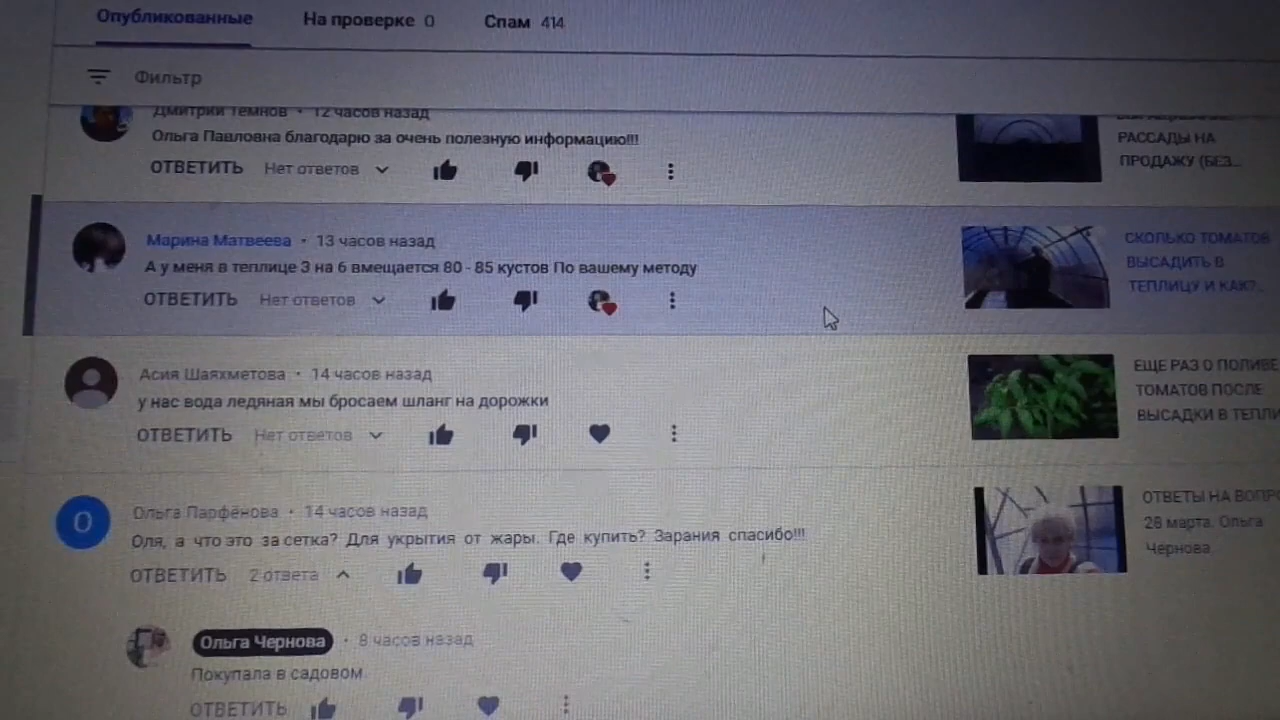 Опубликованные
На проверке 0
Спам 414
Фильтр
Дмитрий Темнов • 12 часов назад
Ольга Павловна благодарю за очень полезную информацию!!!
ОТВЕТИТЬ Нет ответов
РАССАДЫ НА
ПРОДАЖУ (БЕЗ...
Марина Матвеева • 13 часов назад
А у меня в теплице 3 на 6 вмещается 80 - 85 кустов По вашему методу
ОТВЕТИТЬ Нет ответов
СКОЛЬКО ТОМАТОВ
ВЫСАДИТЬ В
ТЕПЛИЦУ И КАК?...
Асия Шаяхметова • 14 часов назад
у нас вода ледяная мы бросаем шланг на дорожки
ОТВЕТИТЬ Нет ответов
ЕЩЕ РАЗ О ПОЛИВЕ
ТОМАТОВ ПОСЛЕ
ВЫСАДКИ В ТЕПЛИ
О
Ольга Парфёнова • 14 часов назад
Оля, а что это за сетка? Для укрытия от жары. Где купить? Зарания спасибо!!!
ОТВЕТИТЬ 2 ответа
ОТВЕТЫ НА ВОПР
28 марта. Ольга
Чернова.
Ольга Чернова • 8 часов назад
Покупала в садовом
ОТВЕТИТЬ